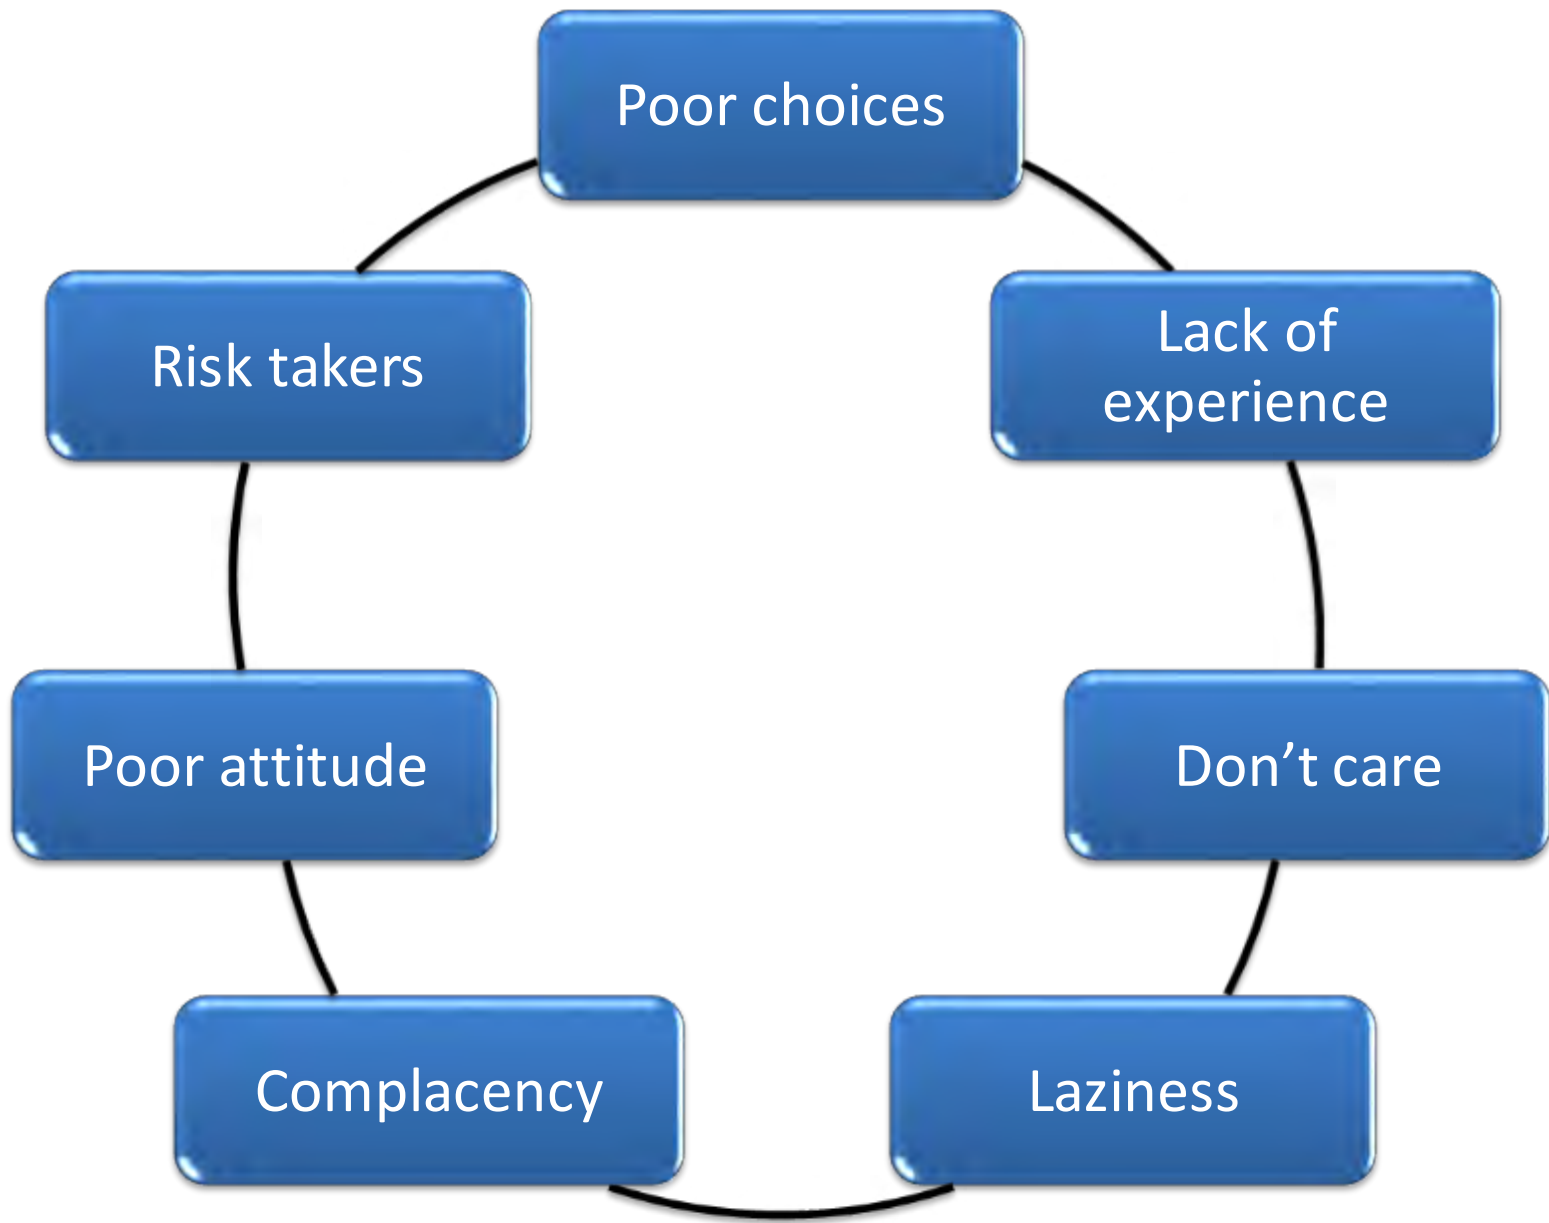 Poor choices
Risk takers
Lack of
experience
Poor attitude
Don’t care
Complacency
Laziness